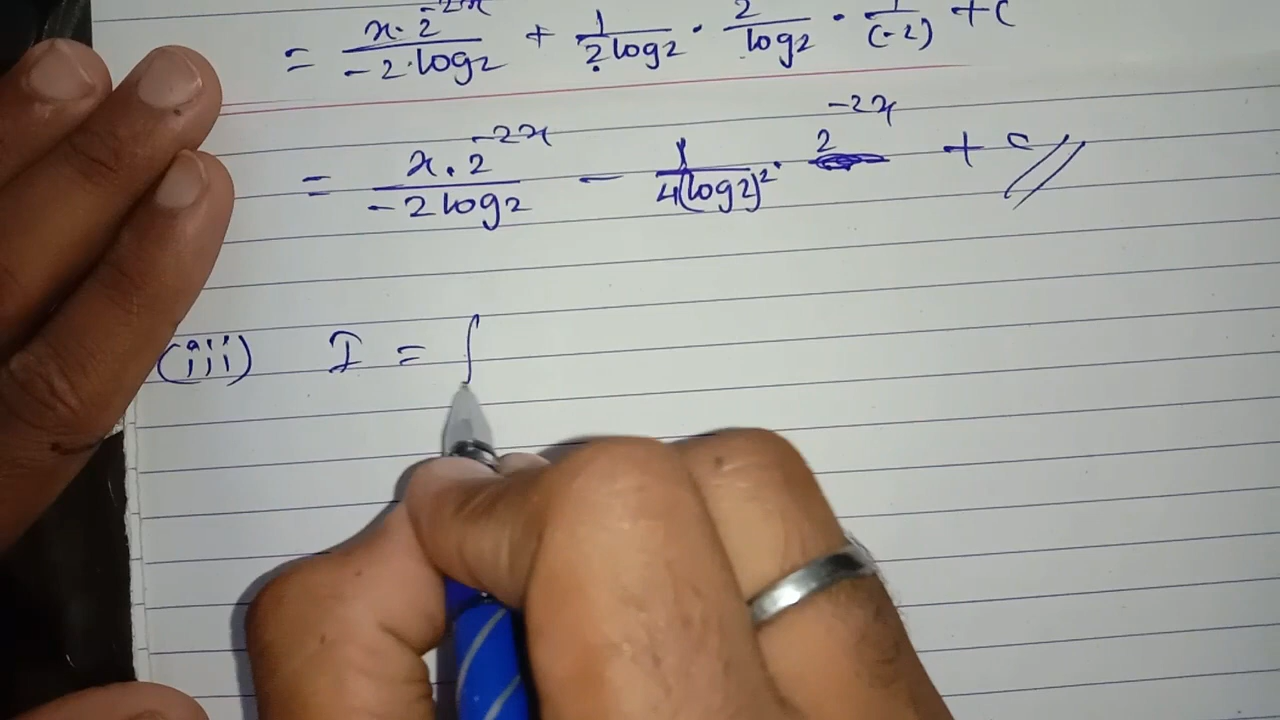 = x·2^{-2x} / -2·log2 + 1 / 2log2 · 2 / log2 · 1 / (-2) + C
= x·2^{-2x} / -2log2 - 1 / 4(log2)^2 · 2^{-2x} + c //
(iii) I = ∫